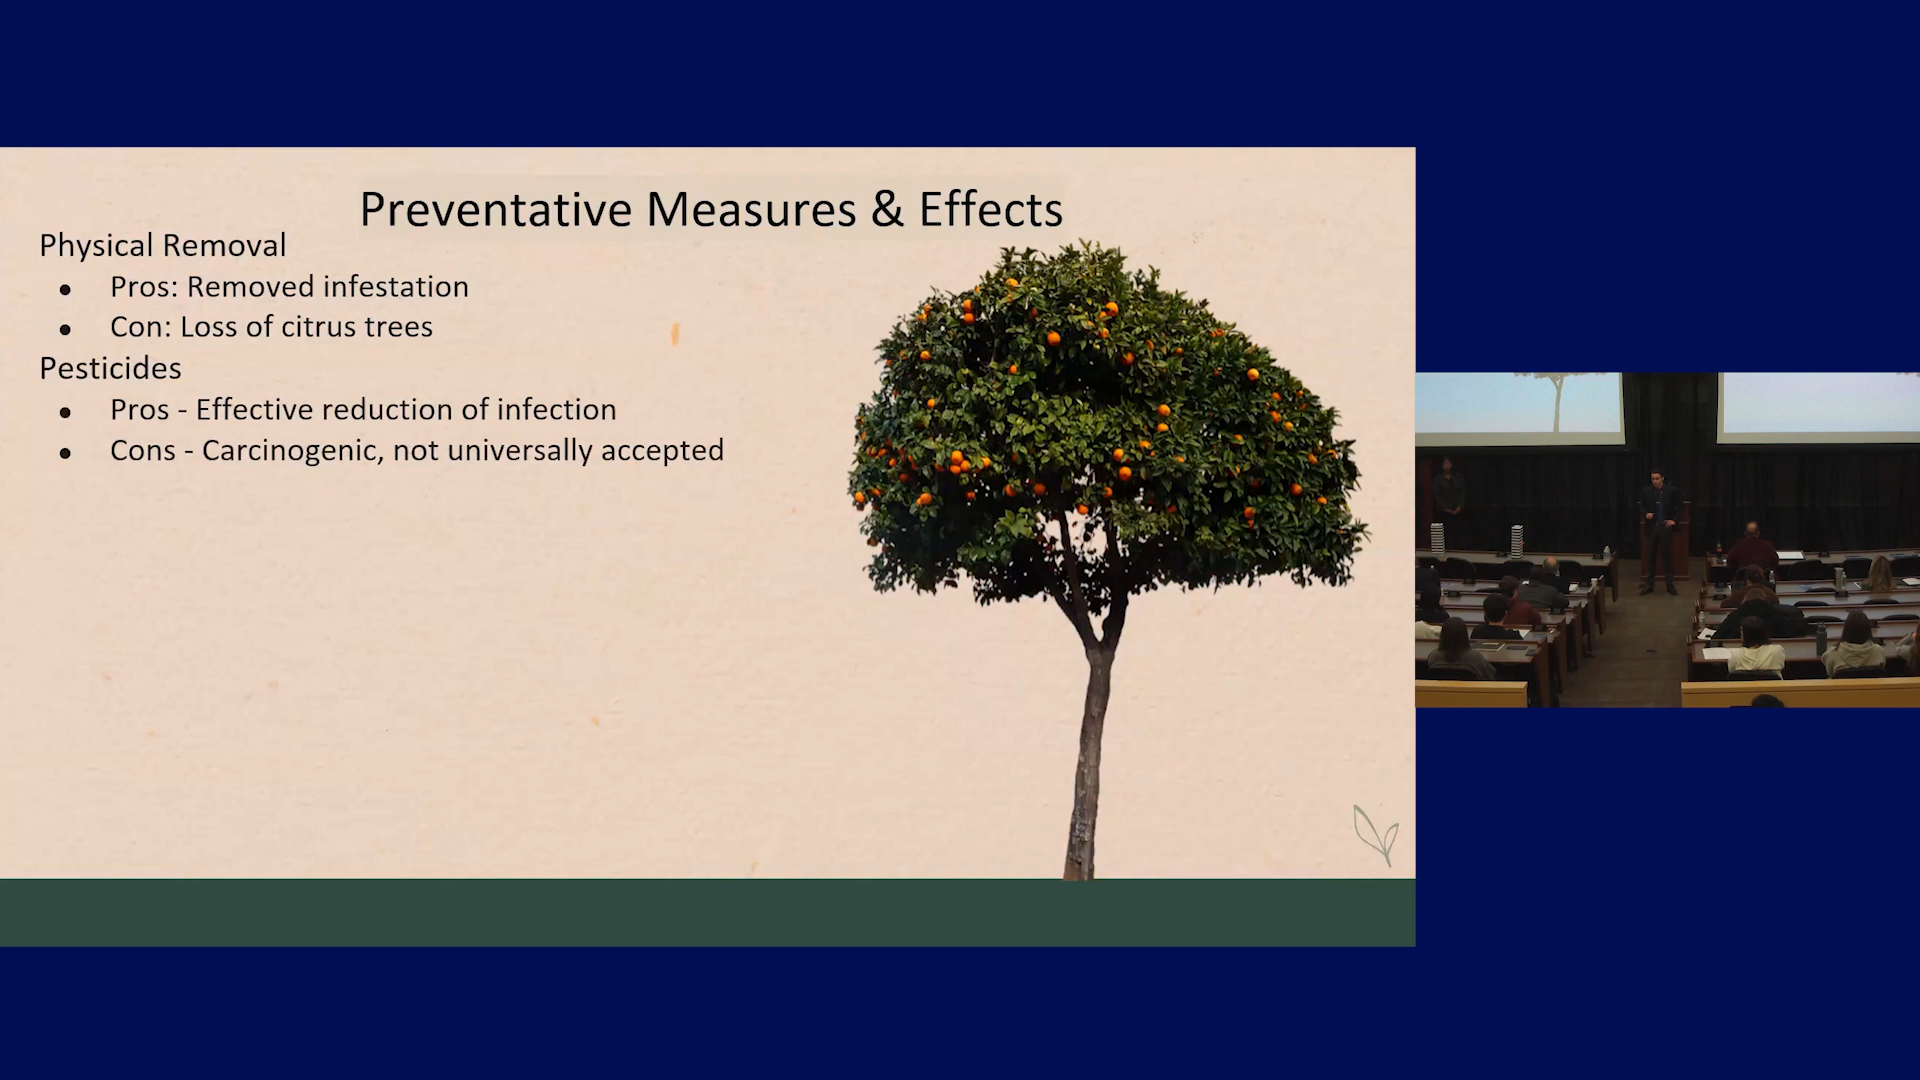 Preventative Measures & Effects
Physical Removal
● Pros: Removed infestation
● Con: Loss of citrus trees
Pesticides
● Pros - Effective reduction of infection
● Cons - Carcinogenic, not universally accepted